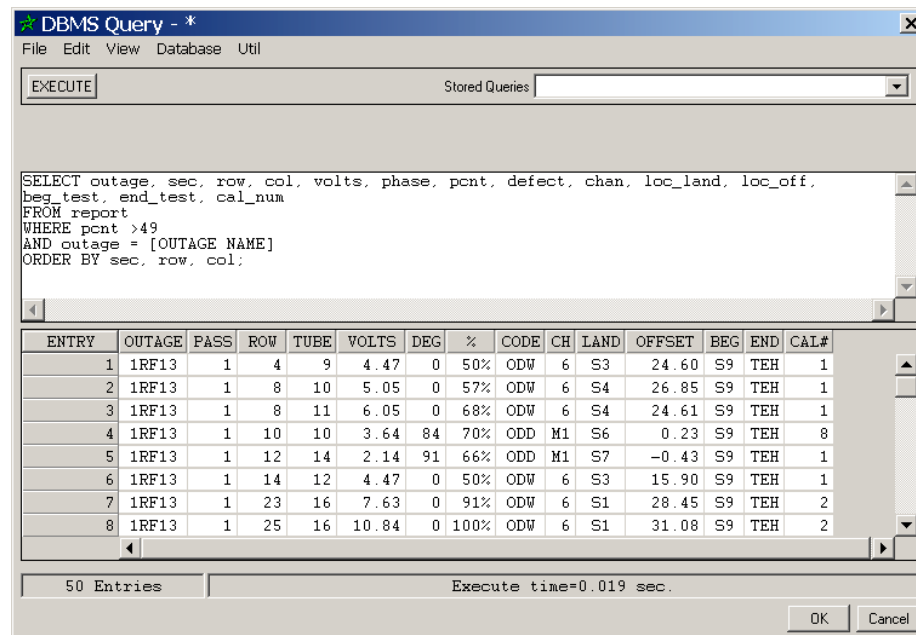 DBMS Query - *
File Edit View Database Util
EXECUTE Stored Queries
SELECT outage, sec, row, col, volts, phase, pcnt, defect, chan, loc_land, loc_off,
beg_test, end_test, cal_num
FROM report
WHERE pcnt >49
AND outage = [OUTAGE NAME]
ORDER BY sec, row, col;
ENTRY OUTAGE PASS ROW TUBE VOLTS DEG % CODE CH LAND OFFSET BEG END CAL#
1 1RF13 1 4 9 4.47 0 50% ODW 6 S3 24.60 S9 TEH 1
2 1RF13 1 8 10 5.05 0 57% ODW 6 S4 26.85 S9 TEH 1
3 1RF13 1 8 11 6.05 0 68% ODW 6 S4 24.61 S9 TEH 1
4 1RF13 1 10 10 3.64 84 70% ODD M1 S6 0.23 S9 TEH 8
5 1RF13 1 12 14 2.14 91 66% ODD M1 S7 -0.43 S9 TEH 1
6 1RF13 1 14 12 4.47 0 50% ODW 6 S3 15.90 S9 TEH 1
7 1RF13 1 23 16 7.63 0 91% ODW 6 S1 28.45 S9 TEH 2
8 1RF13 1 25 16 10.84 0 100% ODW 6 S1 31.08 S9 TEH 2
50 Entries Execute time=0.019 sec.
OK Cancel